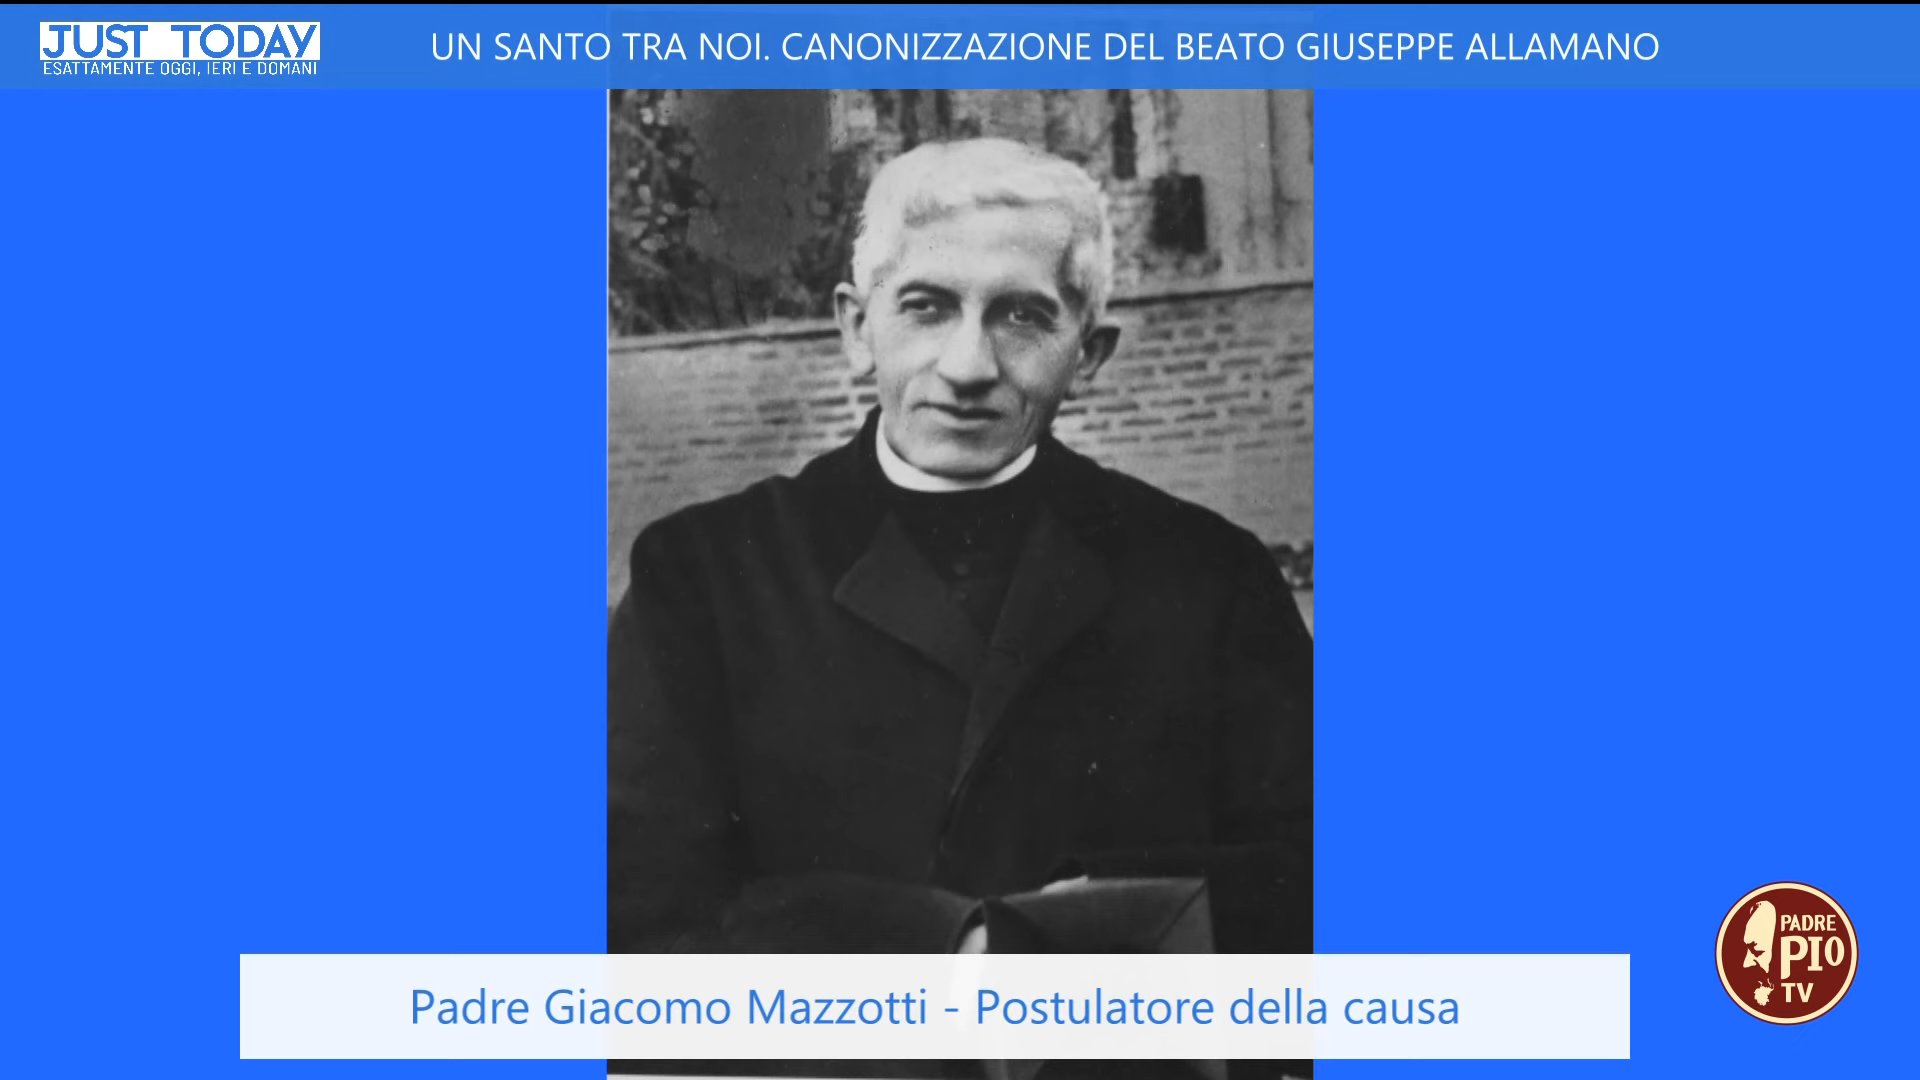 JUST TODAY
ESATTAMENTE OGGI, IERI E DOMANI
UN SANTO TRA NOI. CANONIZZAZIONE DEL BEATO GIUSEPPE ALLAMANO
PADRE
PIO
TV
Padre Giacomo Mazzotti - Postulatore della causa